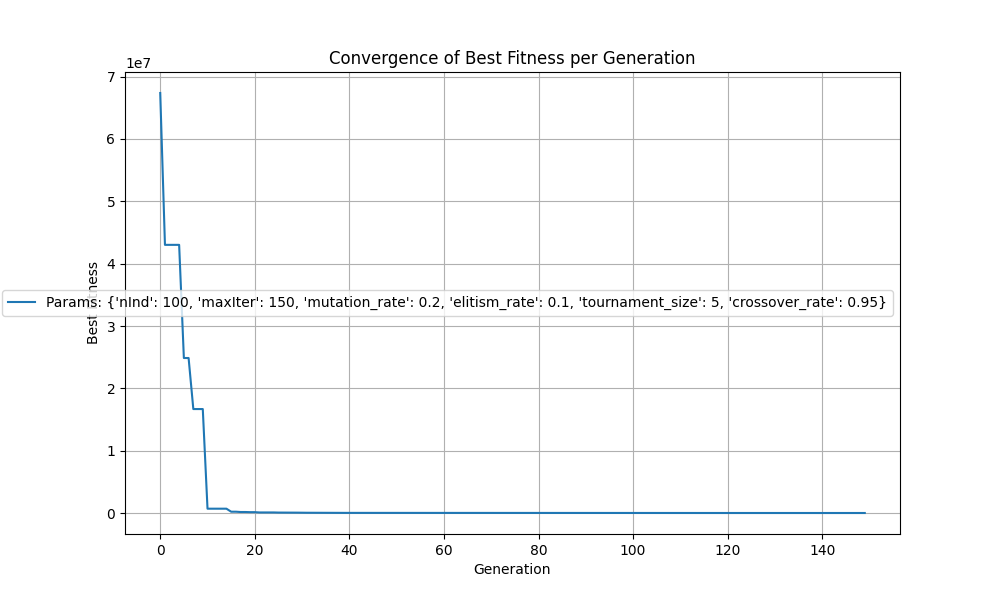 Convergence of Best Fitness per Generation
1e7
7
6
5
4
3
2
1
0
Best Fitness
Params: {'nInd': 100, 'maxIter': 150, 'mutation_rate': 0.2, 'elitism_rate': 0.1, 'tournament_size': 5, 'crossover_rate': 0.95}
0 20 40 60 80 100 120 140
Generation